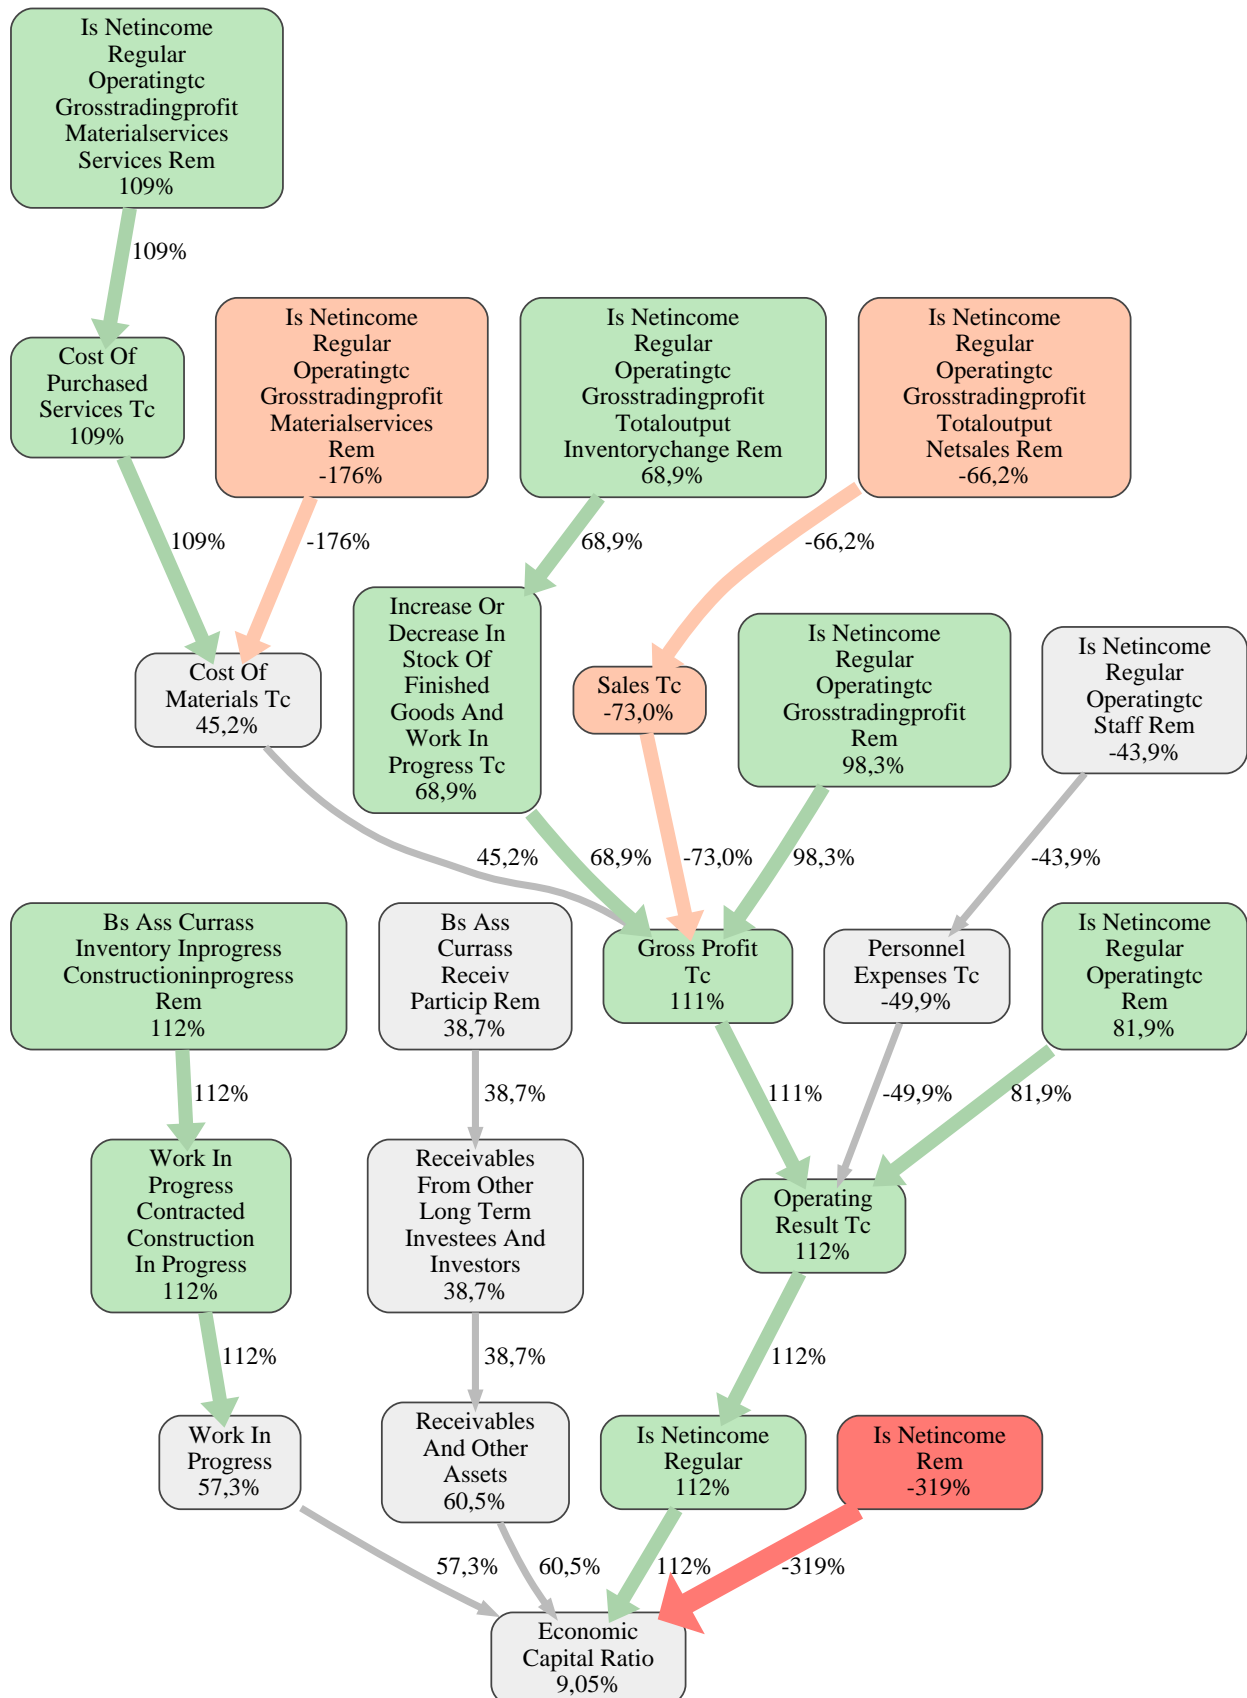 Is Netincome
Regular
Operatingtc
Grosstradingprofit
Materialservices
Services Rem
109%
109%
Cost Of
Purchased
Services Tc
109%
Is Netincome
Regular
Operatingtc
Grosstradingprofit
Materialservices
Rem
-176%
Is Netincome
Regular
Operatingtc
Grosstradingprofit
Totaloutput
Inventorychange Rem
68,9%
Is Netincome
Regular
Operatingtc
Grosstradingprofit
Totaloutput
Netsales Rem
-66,2%
109%
-176%
68,9%
-66,2%
Cost Of
Materials Tc
45,2%
Increase Or
Decrease In
Stock Of
Finished
Goods And
Work In
Progress Tc
68,9%
Sales Tc
-73,0%
Is Netincome
Regular
Operatingtc
Grosstradingprofit
Rem
98,3%
Is Netincome
Regular
Operatingtc
Staff Rem
-43,9%
45,2%
68,9%
-73,0%
98,3%
-43,9%
Bs Ass Currass
Inventory Inprogress
Constructioninprogress
Rem
112%
Bs Ass
Currass
Receiv
Particip Rem
38,7%
Gross Profit
Tc
111%
Personnel
Expenses Tc
-49,9%
Is Netincome
Regular
Operatingtc
Rem
81,9%
112%
38,7%
111%
-49,9%
81,9%
Work In
Progress
Contracted
Construction
In Progress
112%
Receivables
From Other
Long Term
Investees And
Investors
38,7%
Operating
Result Tc
112%
112%
38,7%
112%
Work In
Progress
57,3%
Receivables
And Other
Assets
60,5%
Is Netincome
Regular
112%
Is Netincome
Rem
-319%
57,3%
60,5%
112%
-319%
Economic
Capital Ratio
9,05%